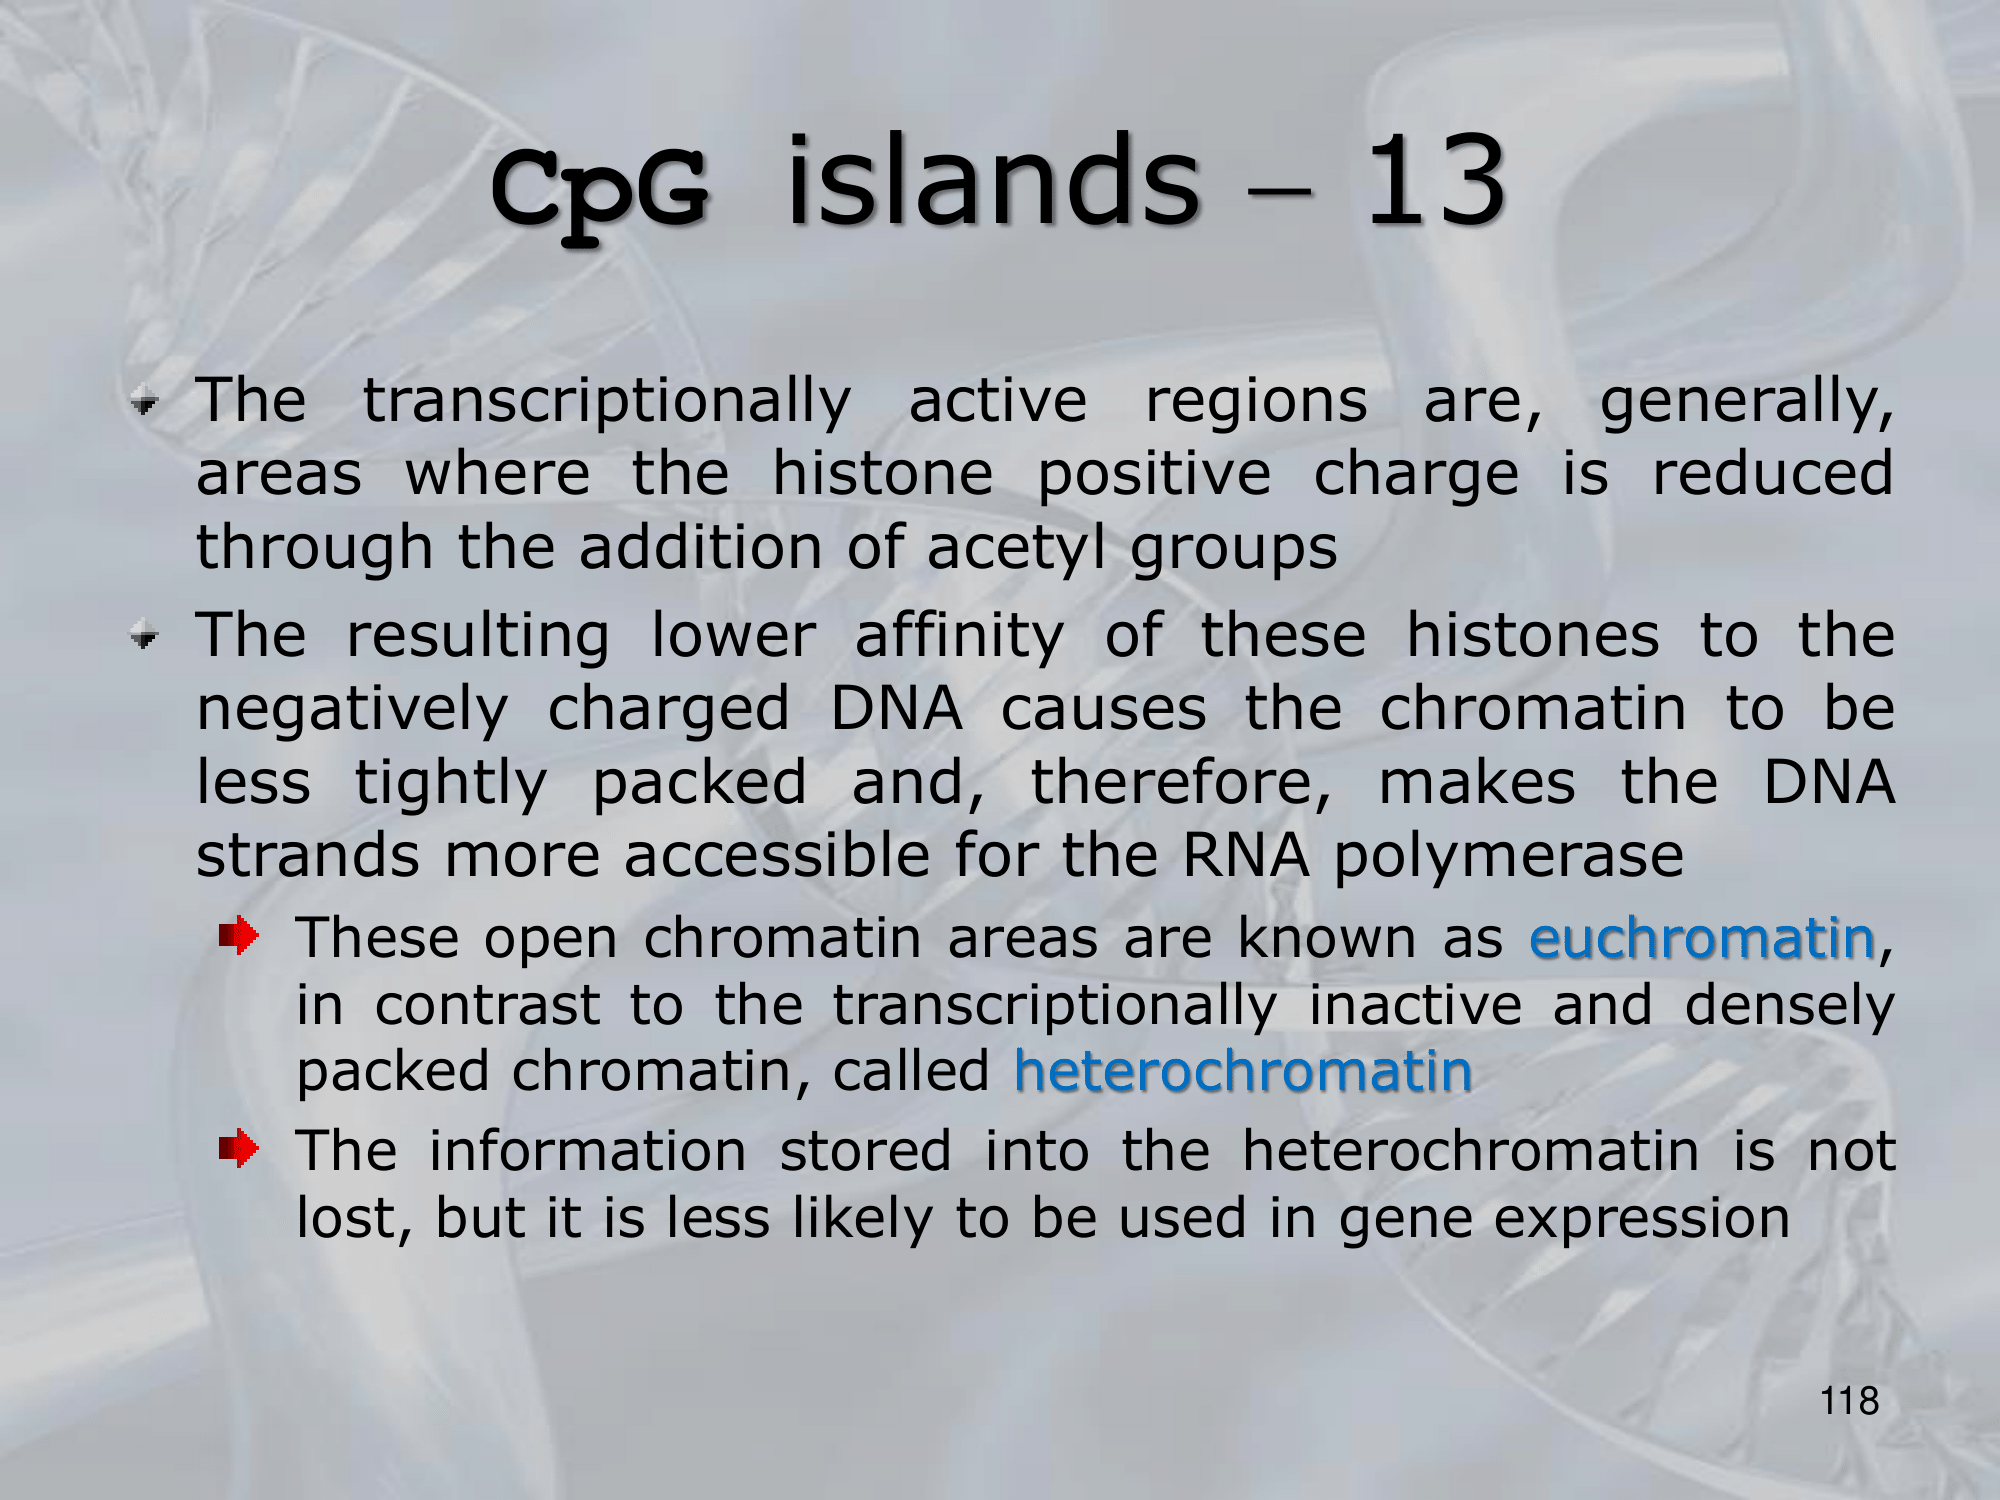 CpG islands – 13
The transcriptionally active regions are, generally,
areas where the histone positive charge is reduced
through the addition of acetyl groups
The resulting lower affinity of these histones to the
negatively charged DNA causes the chromatin to be
less tightly packed and, therefore, makes the DNA
strands more accessible for the RNA polymerase
These open chromatin areas are known as euchromatin,
in contrast to the transcriptionally inactive and densely
packed chromatin, called heterochromatin
The information stored into the heterochromatin is not
lost, but it is less likely to be used in gene expression
118